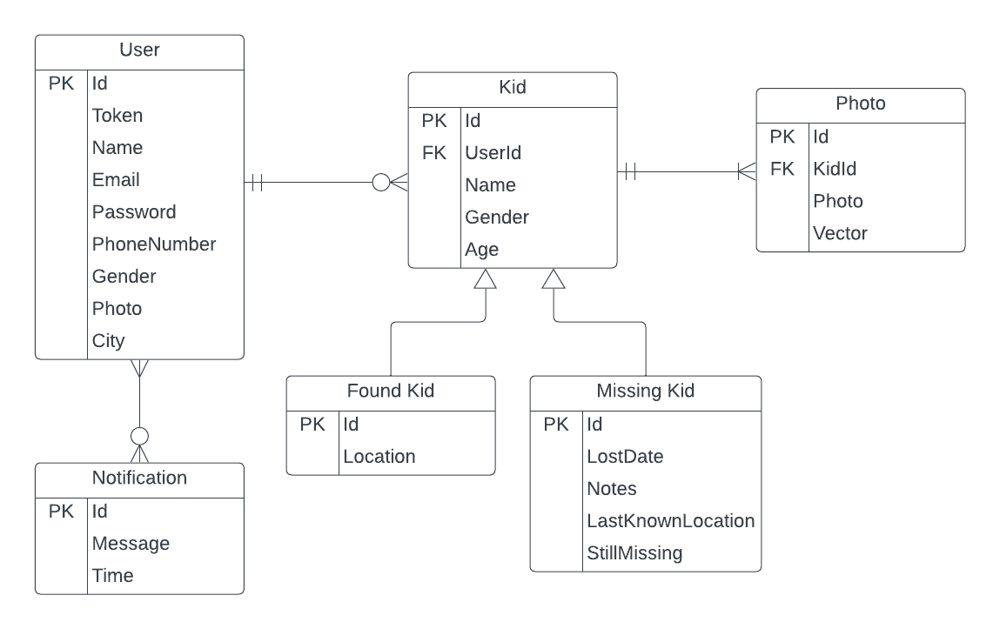 User
PK Id
Token
Name
Email
Password
PhoneNumber
Gender
Photo
City
Kid
PK Id
FK UserId
Name
Gender
Age
Photo
PK Id
FK KidId
Photo
Vector
Found Kid
PK Id
Location
Missing Kid
PK Id
LostDate
Notes
LastKnownLocation
StillMissing
Notification
PK Id
Message
Time